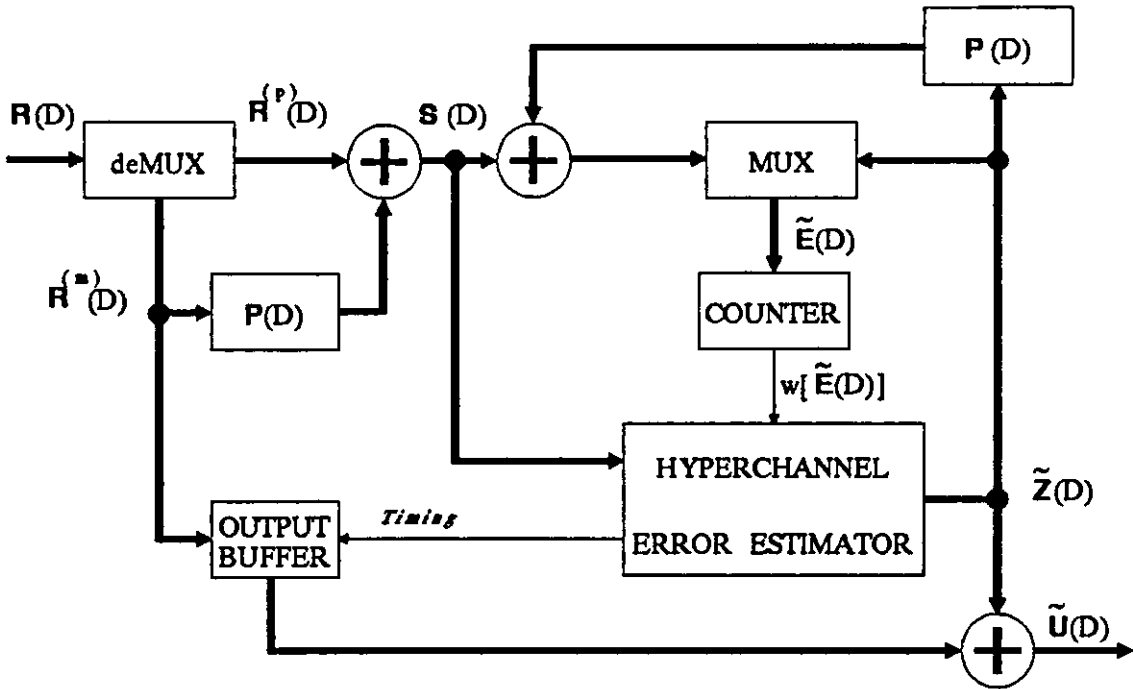 P (D)
R(D)
R^(p)(D)
S (D)
deMUX
MUX
Ẽ(D)
R^(m)(D)
P(D)
COUNTER
w[ Ẽ(D)]
HYPERCHANNEL
ERROR ESTIMATOR
Z̃(D)
Timing
OUTPUT
BUFFER
Ũ(D)